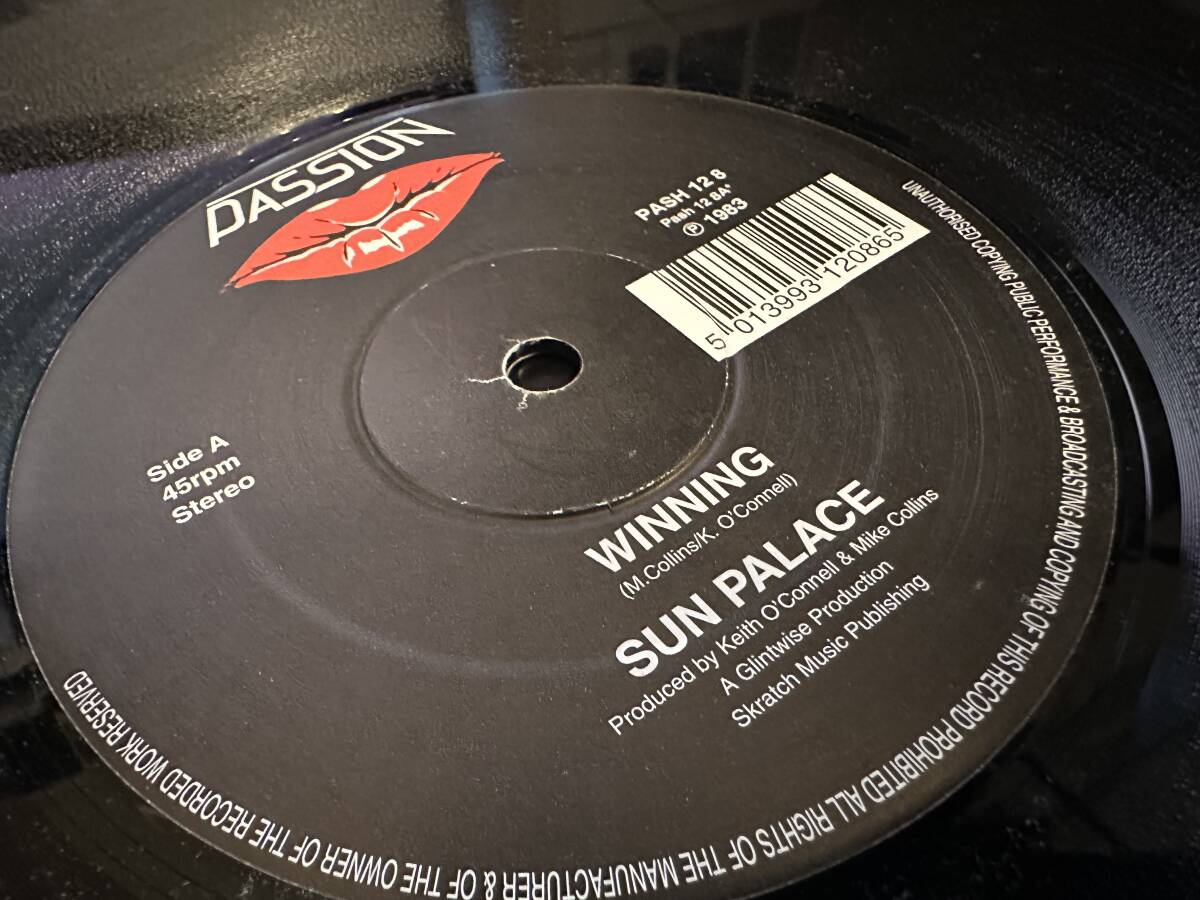 PASSION
PASH 12 8
Pash 12 8A'
℗ 1983
5 013993 120865
Side A
45rpm
Stereo
WINNING
(M.Collins/K. O'Connell)
SUN PALACE
Produced by Keith O'Connell & Mike Collins
A Glintwise Production
Skratch Music Publishing
UNAUTHORISED COPYING PUBLIC PERFORMANCE & BROADCASTING AND COPYING OF THIS RECORD PROHIBITED ALL RIGHTS OF THE MANUFACTURER & OF THE OWNER OF THE RECORDED WORK RESERVED